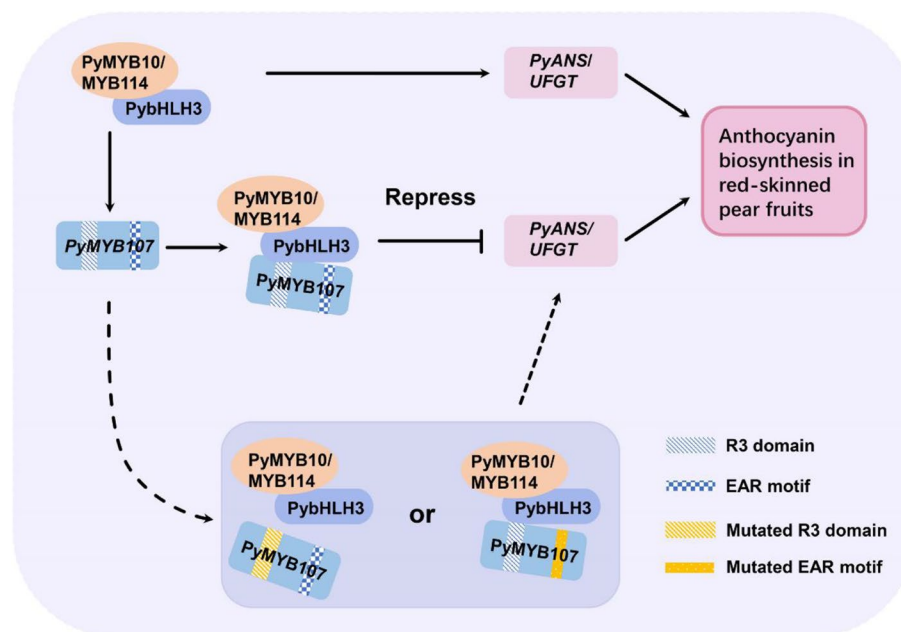 PyMYB10/
MYB114
PybHLH3
PyANS/
UFGT
Anthocyanin
biosynthesis in
red-skinned
pear fruits
PyMYB107
PyMYB10/
MYB114
PybHLH3
PyMYB107
Repress
PyANS/
UFGT
PyMYB10/
MYB114
PybHLH3
PyMYB107
or
PyMYB10/
MYB114
PybHLH3
PyMYB107
R3 domain
EAR motif
Mutated R3 domain
Mutated EAR motif